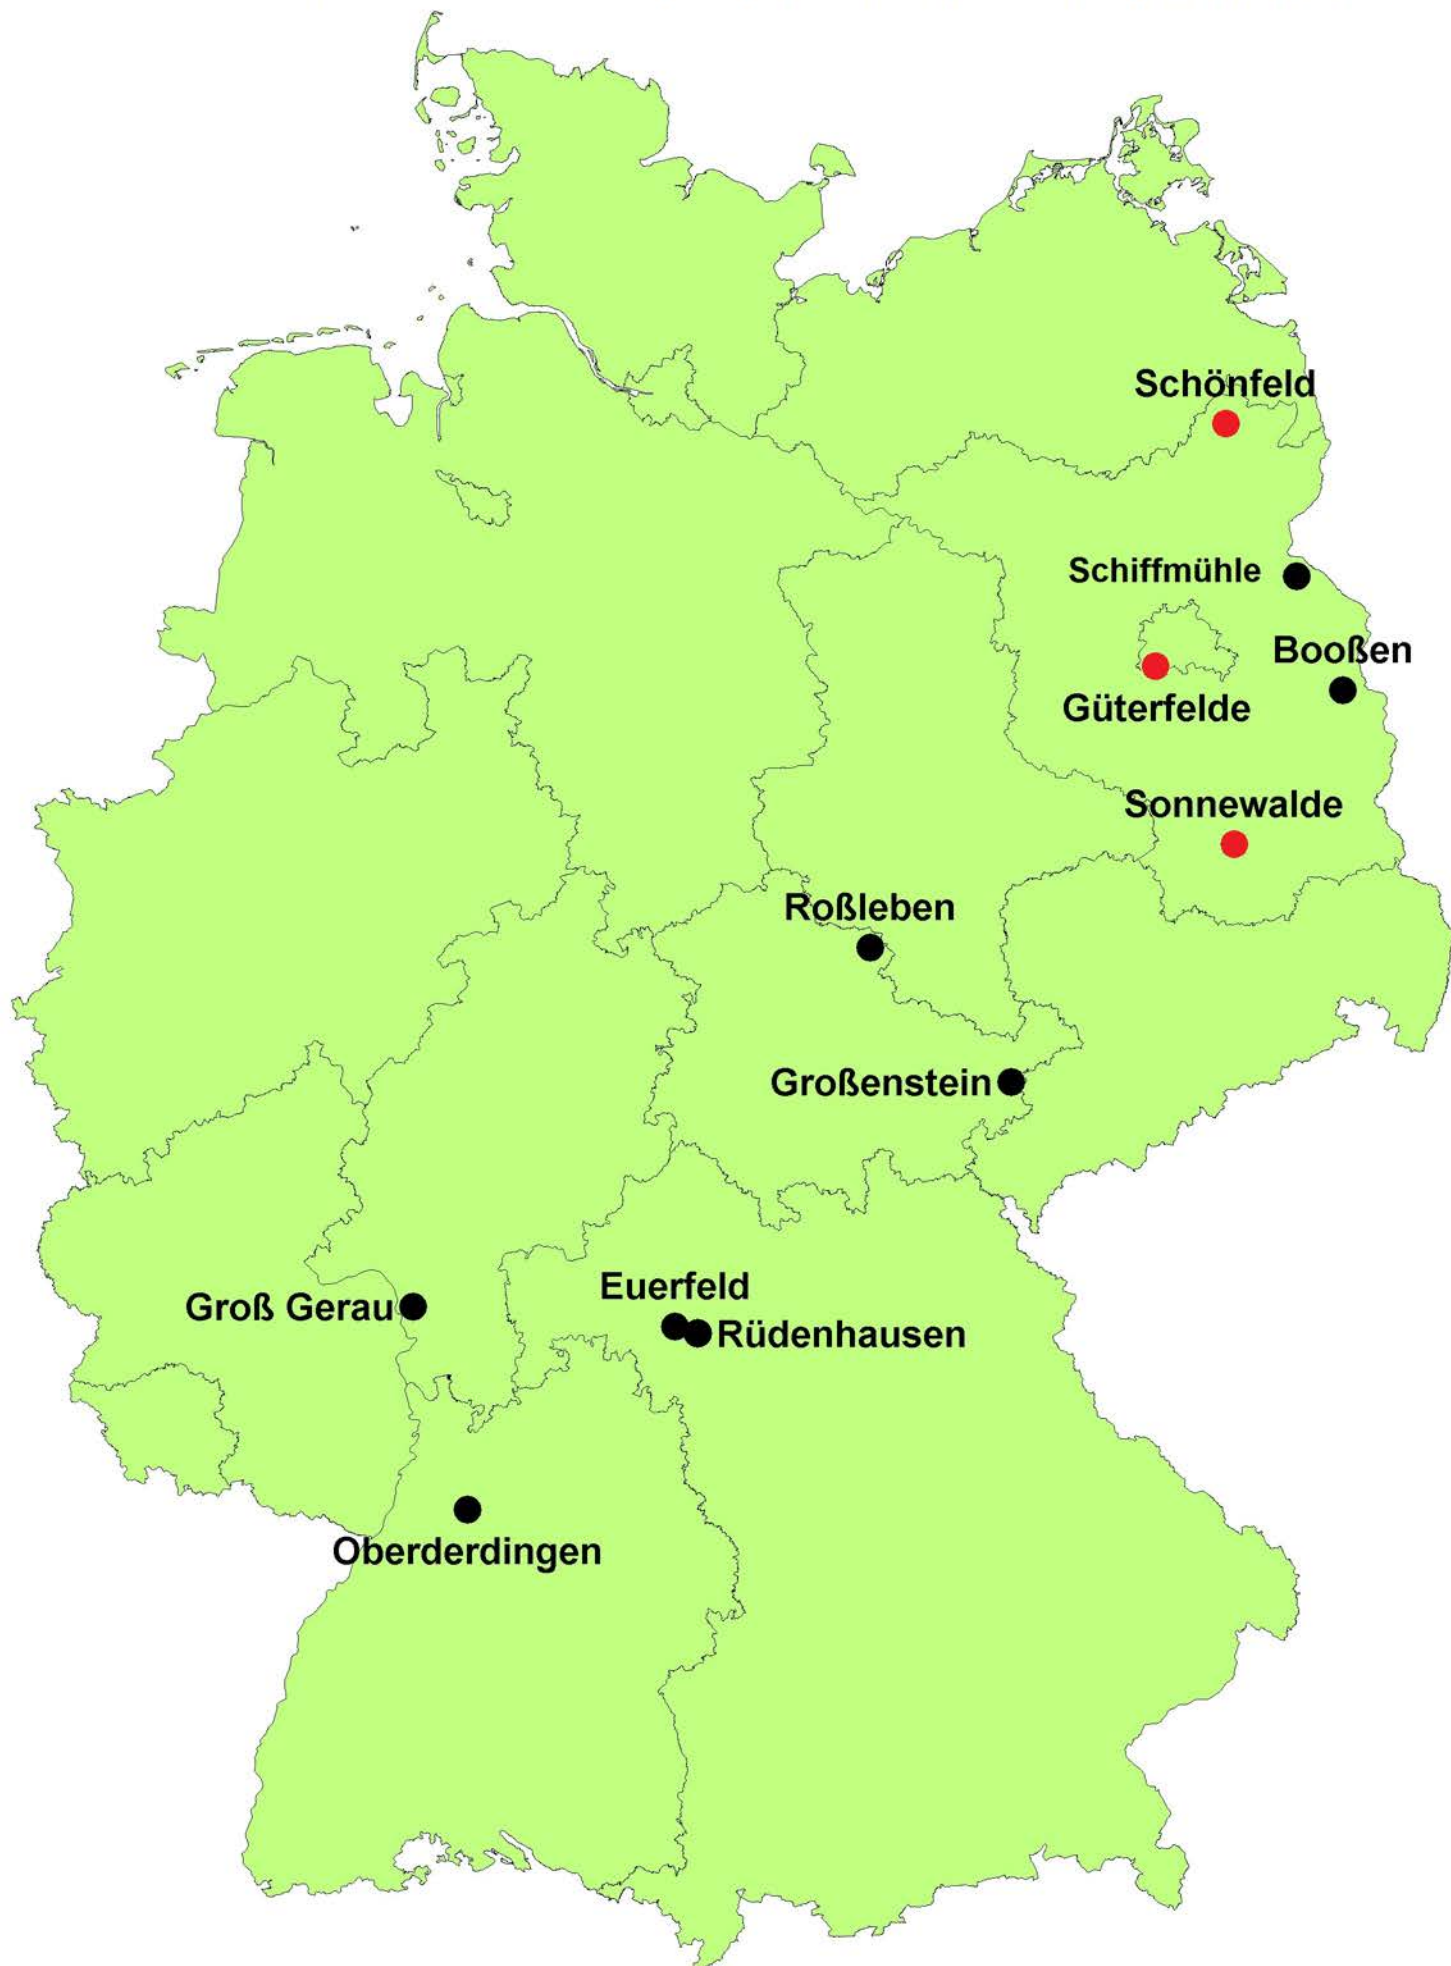 Schönfeld
Schiffmühle
Booßen
Güterfelde
Sonnewalde
Roßleben
Großenstein
Euerfeld
Groß Gerau
Rüdenhausen
Oberderdingen